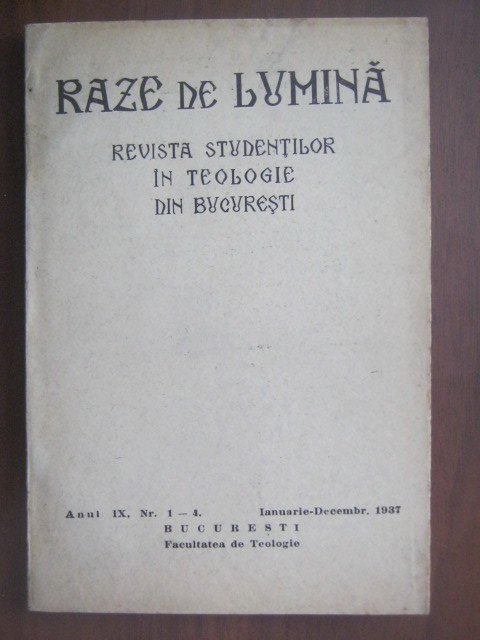 RAZE DE LUMINĂ
REVISTA STUDENȚILOR
ÎN TEOLOGIE
DIN BUCUREȘTI
Anul IX, Nr. 1 – 4. Ianuarie-Decembr. 1937
BUCUREȘTI
Facultatea de Teologie